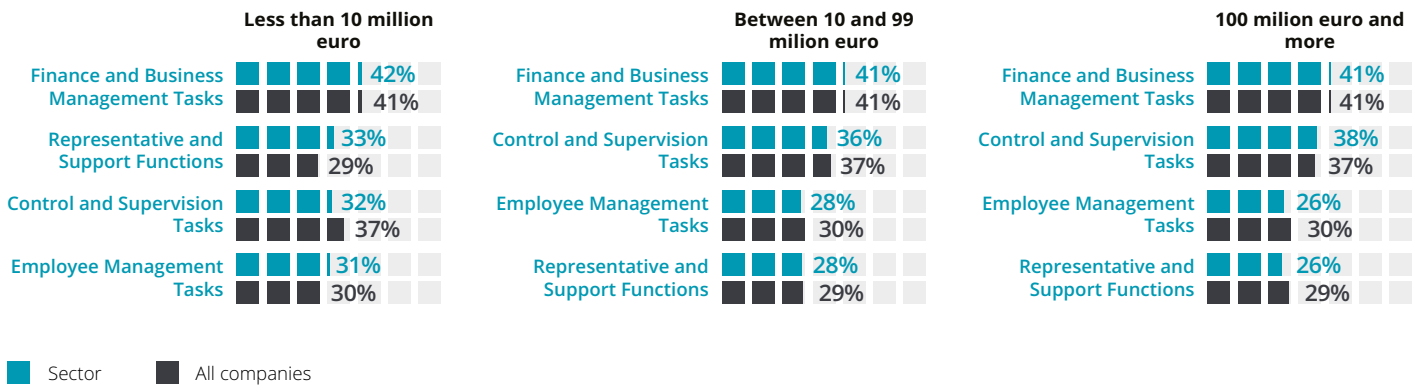 Less than 10 million
euro
Finance and Business
Management Tasks
42%
41%
Representative and
Support Functions
33%
29%
Control and Supervision
Tasks
32%
37%
Employee Management
Tasks
31%
30%
Between 10 and 99
milion euro
Finance and Business
Management Tasks
41%
41%
Control and Supervision
Tasks
36%
37%
Employee Management
Tasks
28%
30%
Representative and
Support Functions
28%
29%
100 milion euro and
more
Finance and Business
Management Tasks
41%
41%
Control and Supervision
Tasks
38%
37%
Employee Management
Tasks
26%
30%
Representative and
Support Functions
26%
29%
Sector
All companies